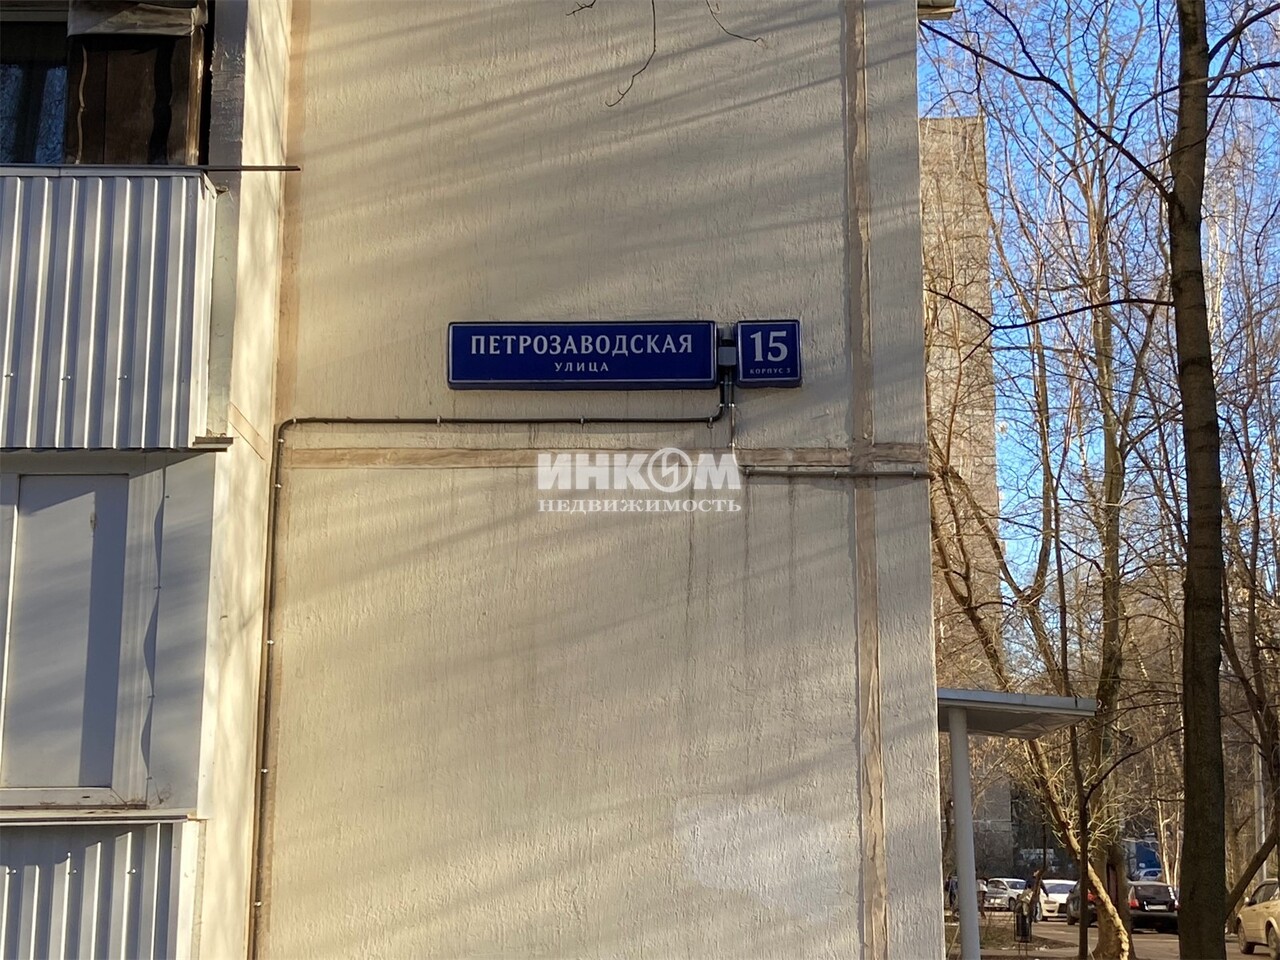 ПЕТРОЗАВОДСКАЯ
УЛИЦА
15
КОРПУС 3
ИНКОМ
НЕДВИЖИМОСТЬ